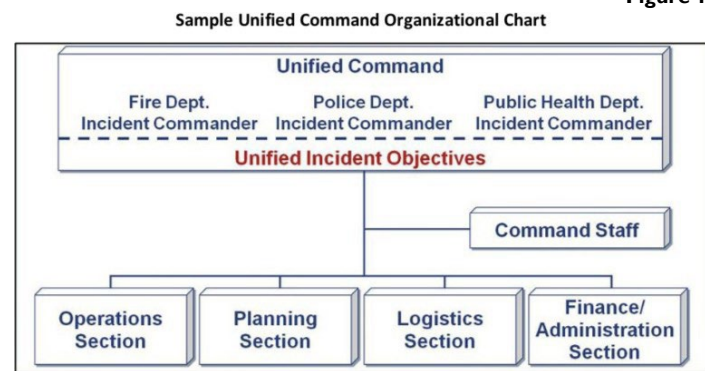 Sample Unified Command Organizational Chart
Unified Command
Fire Dept.
Incident Commander
Police Dept.
Incident Commander
Public Health Dept.
Incident Commander
Unified Incident Objectives
Command Staff
Operations
Section
Planning
Section
Logistics
Section
Finance/
Administration
Section